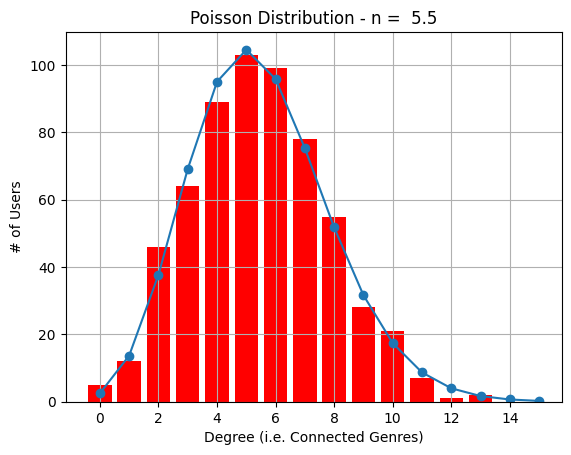 Poisson Distribution - n =  5.5
100
80
60
40
20
0
# of Users
0 2 4 6 8 10 12 14
Degree (i.e. Connected Genres)